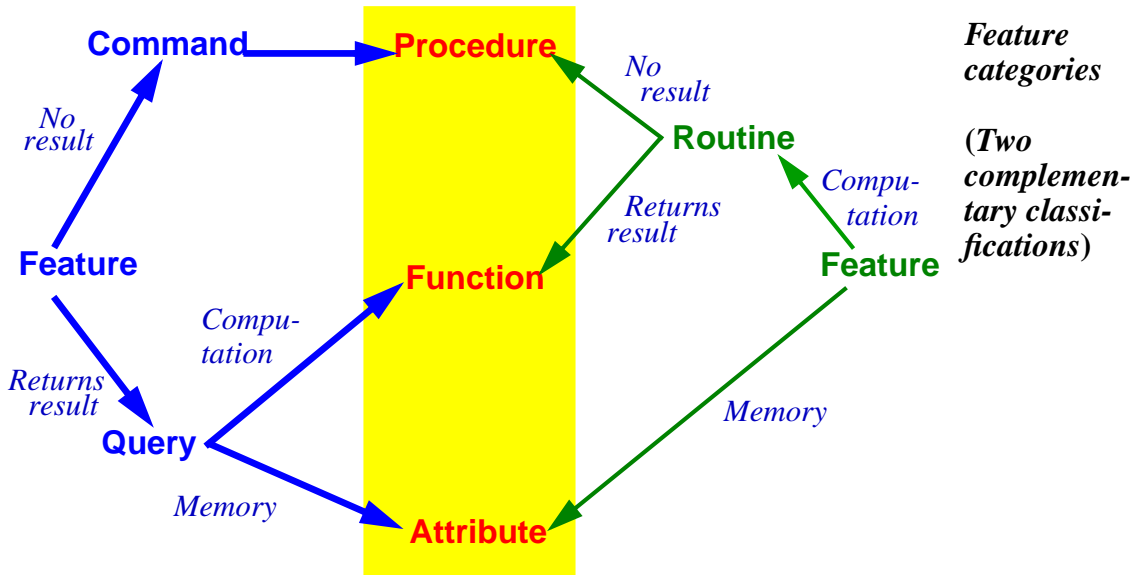 Command
Procedure
No
result
Feature
Returns
result
Query
Compu-
tation
Memory
Function
Attribute
No
result
Routine
Returns
result
Compu-
tation
Feature
Memory
Feature
categories
(Two
complemen-
tary classi-
fications)